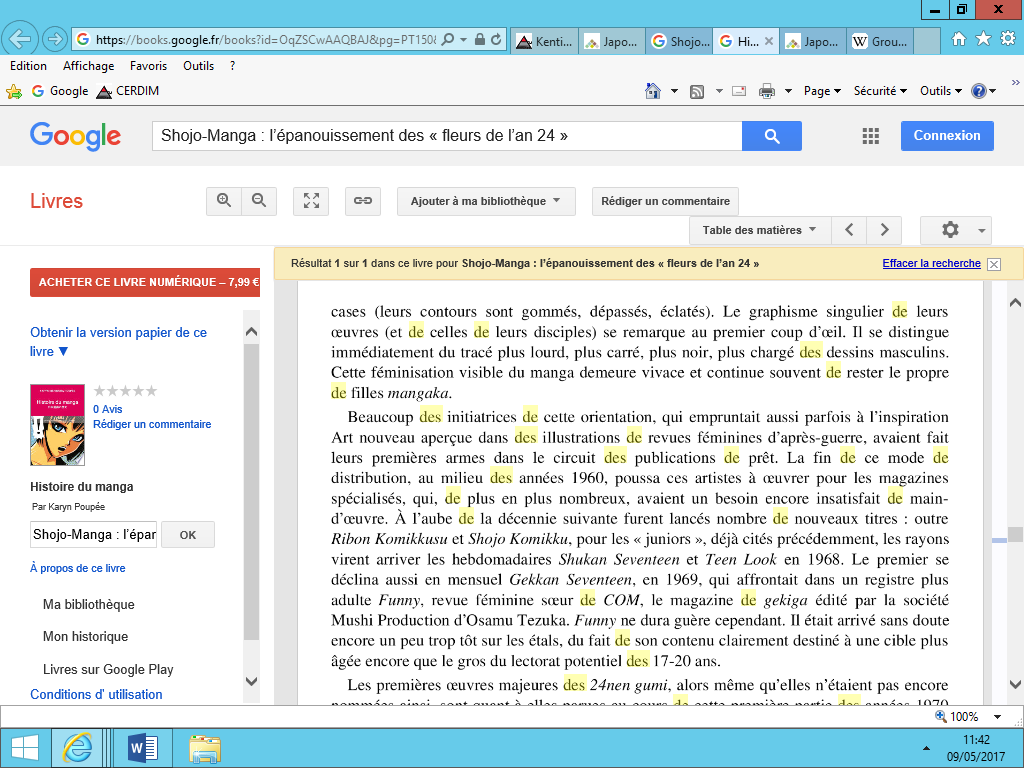 https://books.google.fr/books?id=OqZSCwAAQBAJ&pg=PT150&
Kenti...
Japo...
Shojo...
Hi...
Japo...
W Grou...
Edition Affichage Favoris Outils ?
Google CERDIM
Page Sécurité Outils
Google
Shojo-Manga : l’épanouissement des « fleurs de l’an 24 »
Connexion
Livres
Ajouter à ma bibliothèque
Rédiger un commentaire
Table des matières
Résultat 1 sur 1 dans ce livre pour Shojo-Manga : l’épanouissement des « fleurs de l’an 24 »
Effacer la recherche
ACHETER CE LIVRE NUMÉRIQUE – 7,99 €
Obtenir la version papier de ce
livre ▼
Histoire du manga
0 Avis
Rédiger un commentaire
Histoire du manga
Par Karyn Poupée
Shojo-Manga : l’épar
OK
À propos de ce livre
Ma bibliothèque
Mon historique
Livres sur Google Play
Conditions d' utilisation
cases (leurs contours sont gommés, dépassés, éclatés). Le graphisme singulier de leurs
œuvres (et de celles de leurs disciples) se remarque au premier coup d’œil. Il se distingue
immédiatement du tracé plus lourd, plus carré, plus noir, plus chargé des dessins masculins.
Cette féminisation visible du manga demeure vivace et continue souvent de rester le propre
de filles mangaka.
Beaucoup des initiatrices de cette orientation, qui empruntait aussi parfois à l’inspiration
Art nouveau aperçue dans des illustrations de revues féminines d’après-guerre, avaient fait
leurs premières armes dans le circuit des publications de prêt. La fin de ce mode de
distribution, au milieu des années 1960, poussa ces artistes à œuvrer pour les magazines
spécialisés, qui, de plus en plus nombreux, avaient un besoin encore insatisfait de main-
d’œuvre. À l’aube de la décennie suivante furent lancés nombre de nouveaux titres : outre
Ribon Komikkusu et Shojo Komikku, pour les « juniors », déjà cités précédemment, les rayons
virent arriver les hebdomadaires Shukan Seventeen et Teen Look en 1968. Le premier se
déclina aussi en mensuel Gekkan Seventeen, en 1969, qui affrontait dans un registre plus
adulte Funny, revue féminine sœur de COM, le magazine de gekiga édité par la société
Mushi Production d’Osamu Tezuka. Funny ne dura guère cependant. Il était arrivé sans doute
encore un peu trop tôt sur les étals, du fait de son contenu clairement destiné à une cible plus
âgée encore que le gros du lectorat potentiel des 17-20 ans.
Les premières œuvres majeures des 24nen gumi, alors même qu’elles n’étaient pas encore
nommées ainsi, sont quant à elles parues au cours de cette première partie des années 1970
100%
11:42
09/05/2017